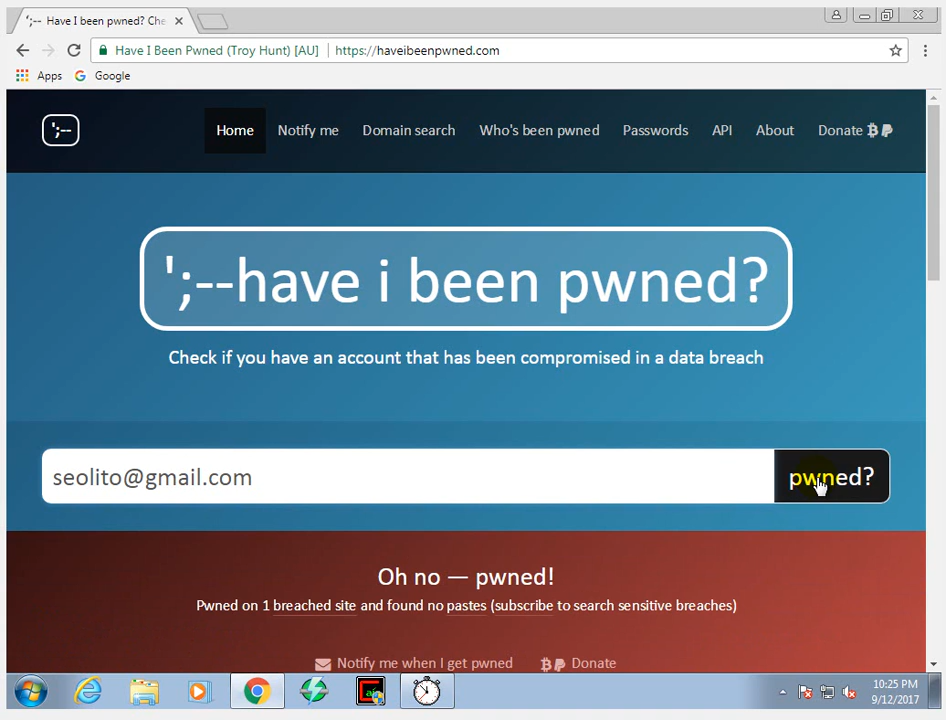 ';-- Have I been pwned? Che
Have I Been Pwned (Troy Hunt) [AU] | https://haveibeenpwned.com
Apps Google
';-- Home Notify me Domain search Who's been pwned Passwords API About Donate
';--have i been pwned?
Check if you have an account that has been compromised in a data breach
seolito@gmail.com pwned?
Oh no — pwned!
Pwned on 1 breached site and found no pastes (subscribe to search sensitive breaches)
Notify me when I get pwned Donate
10:25 PM
9/12/2017